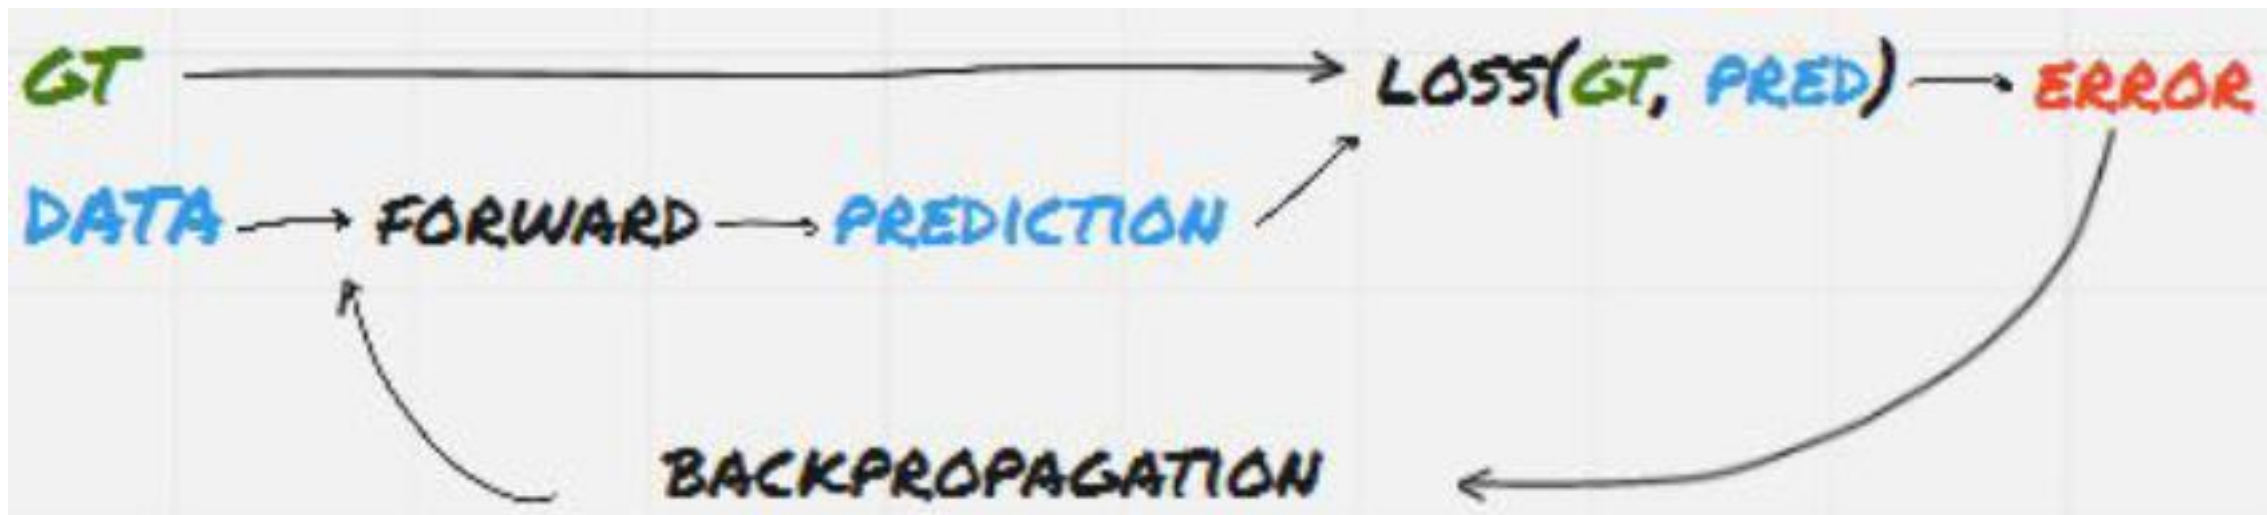 GT LOSS(GT, PRED) ERROR
DATA FORWARD PREDICTION
BACKPROPAGATION